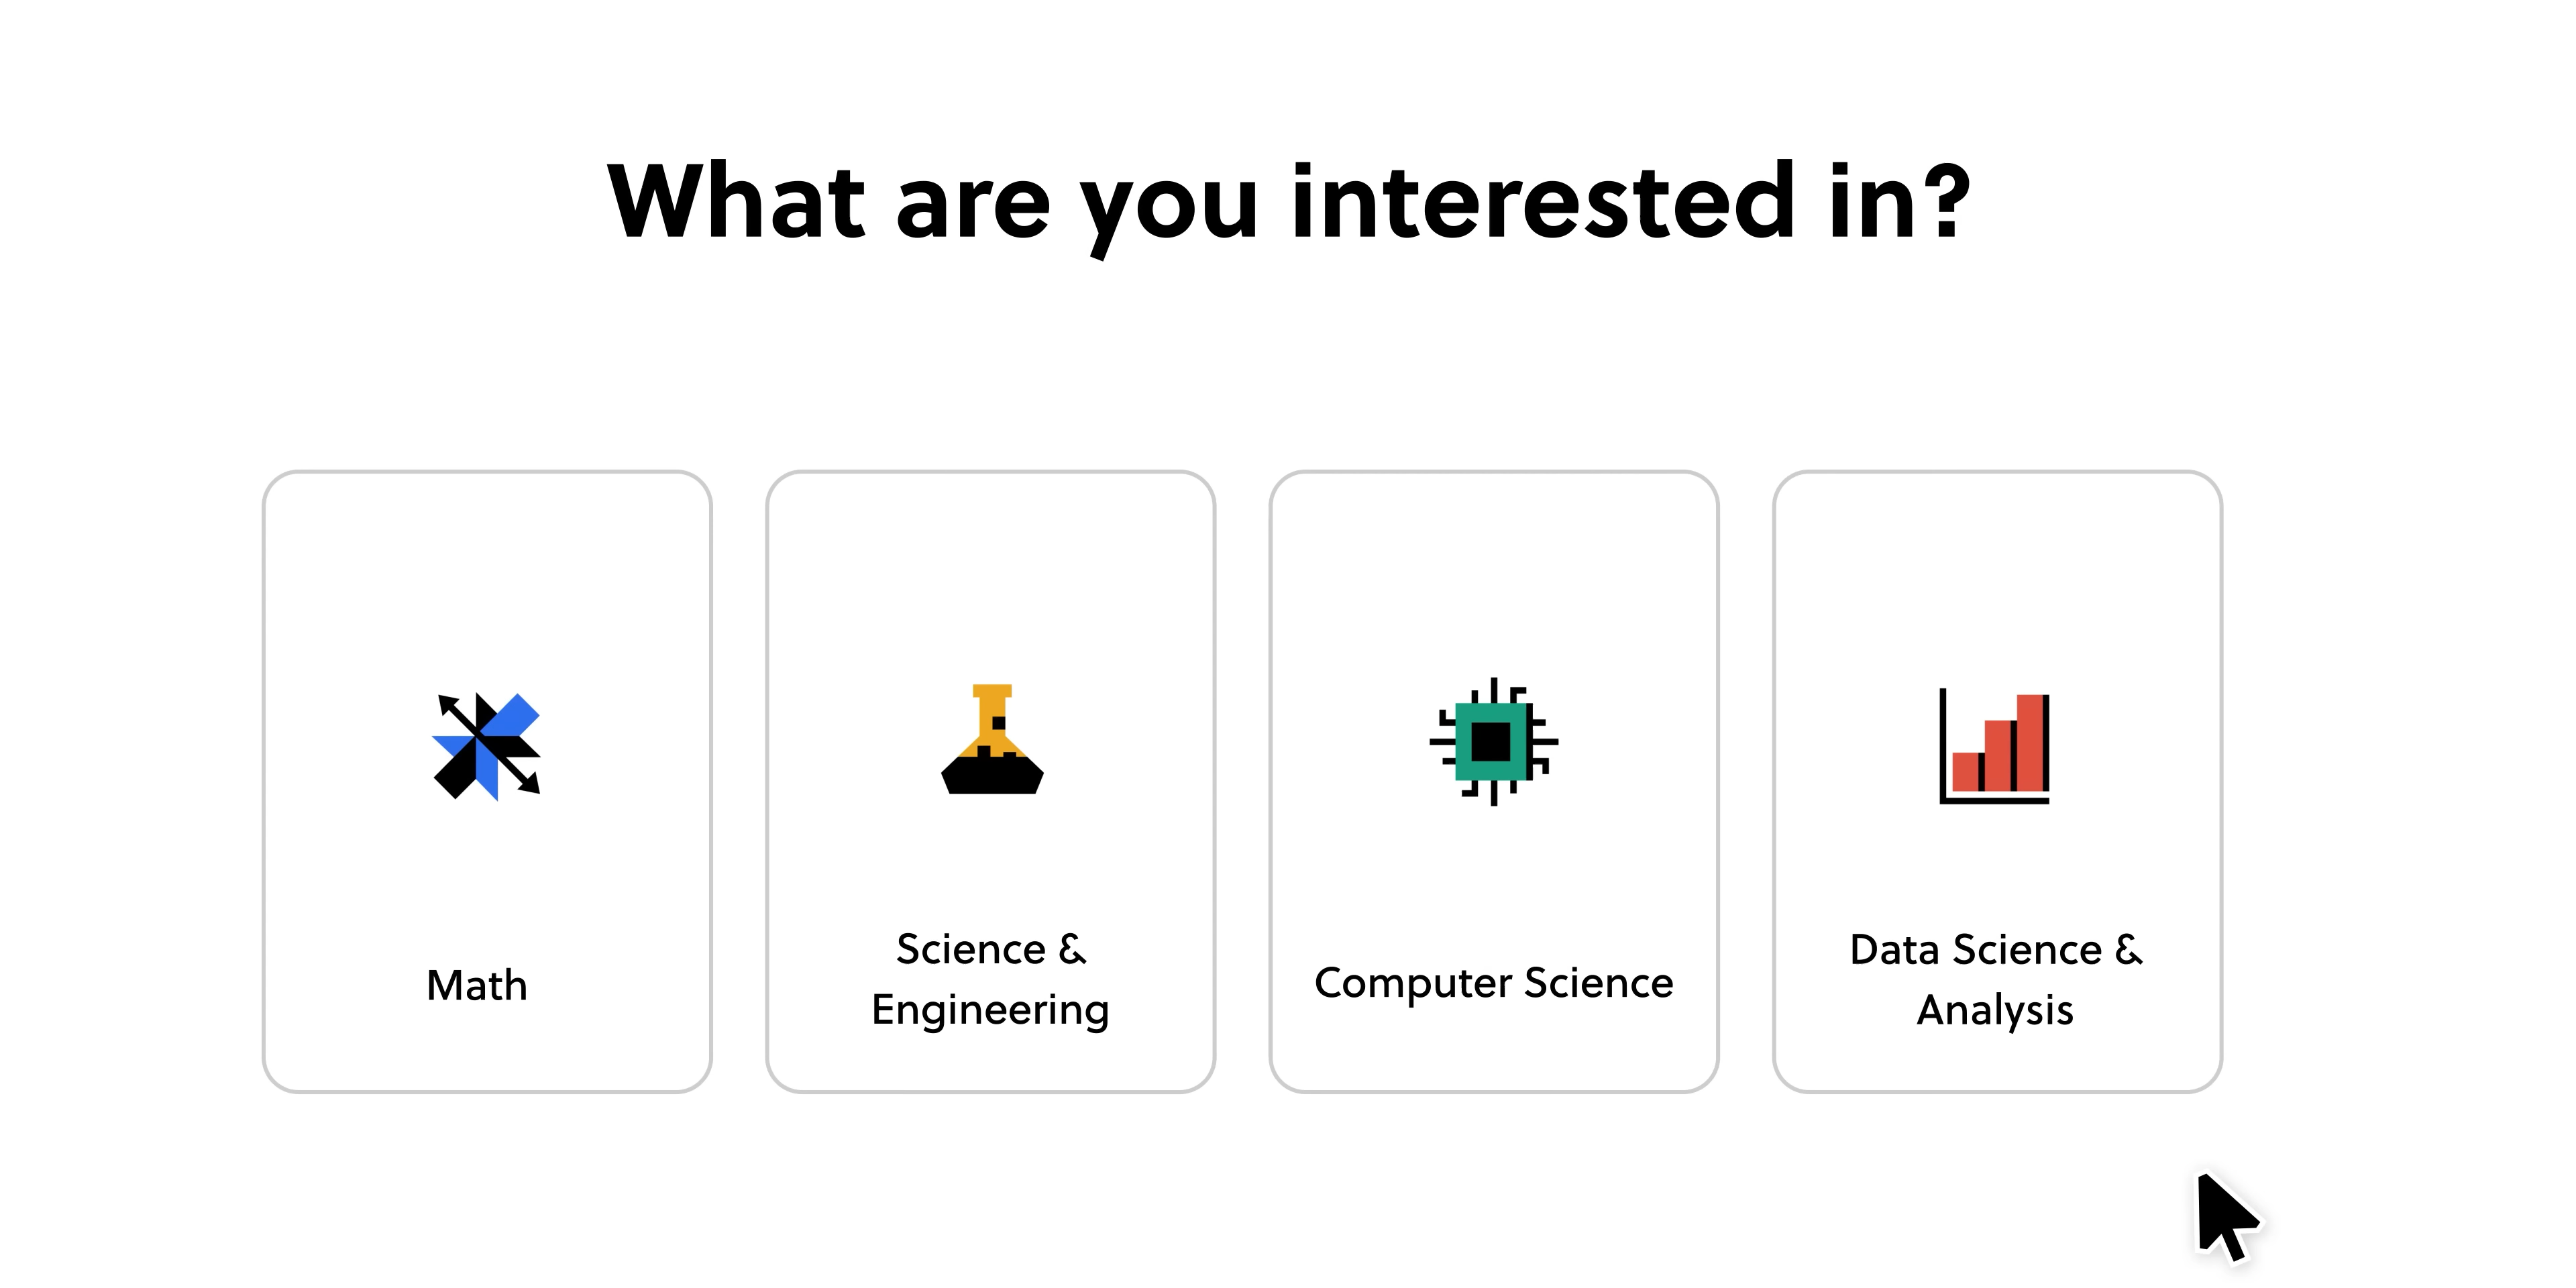 What are you interested in?
Math
Science &
Engineering
Computer Science
Data Science &
Analysis